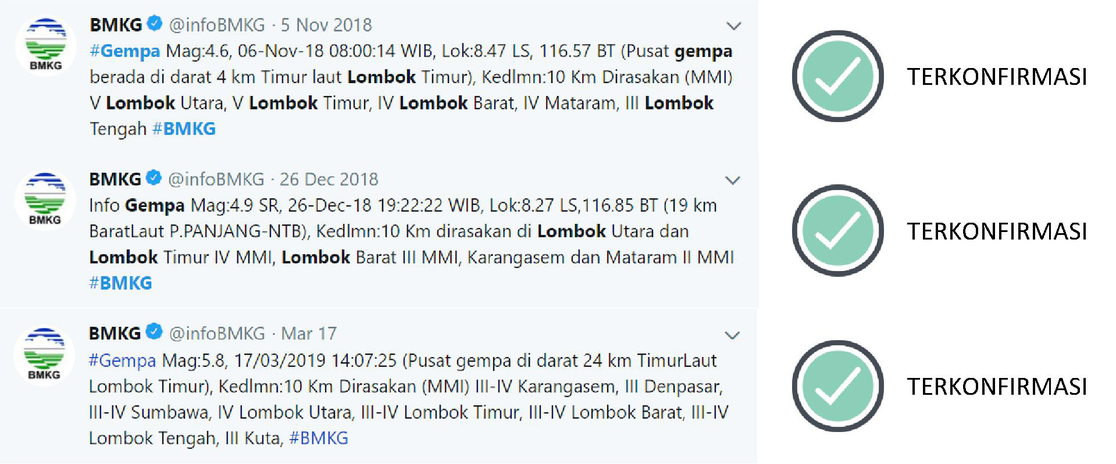 BMKG @infoBMKG · 5 Nov 2018
#Gempa Mag:4.6, 06-Nov-18 08:00:14 WIB, Lok:8.47 LS, 116.57 BT (Pusat gempa
berada di darat 4 km Timur laut Lombok Timur), Kedlmn:10 Km Dirasakan (MMI)
V Lombok Utara, V Lombok Timur, IV Lombok Barat, IV Mataram, III Lombok
Tengah #BMKG
BMKG
TERKONFIRMASI
BMKG @infoBMKG · 26 Dec 2018
Info Gempa Mag:4.9 SR, 26-Dec-18 19:22:22 WIB, Lok:8.27 LS,116.85 BT (19 km
BaratLaut P.PANJANG-NTB), Kedlmn:10 Km dirasakan di Lombok Utara dan
Lombok Timur IV MMI, Lombok Barat III MMI, Karangasem dan Mataram II MMI
#BMKG
BMKG
TERKONFIRMASI
BMKG @infoBMKG · Mar 17
#Gempa Mag:5.8, 17/03/2019 14:07:25 (Pusat gempa di darat 24 km TimurLaut
Lombok Timur), Kedlmn:10 Km Dirasakan (MMI) III-IV Karangasem, III Denpasar,
III-IV Sumbawa, IV Lombok Utara, III-IV Lombok Timur, III-IV Lombok Barat, III-IV
Lombok Tengah, III Kuta, #BMKG
BMKG
TERKONFIRMASI